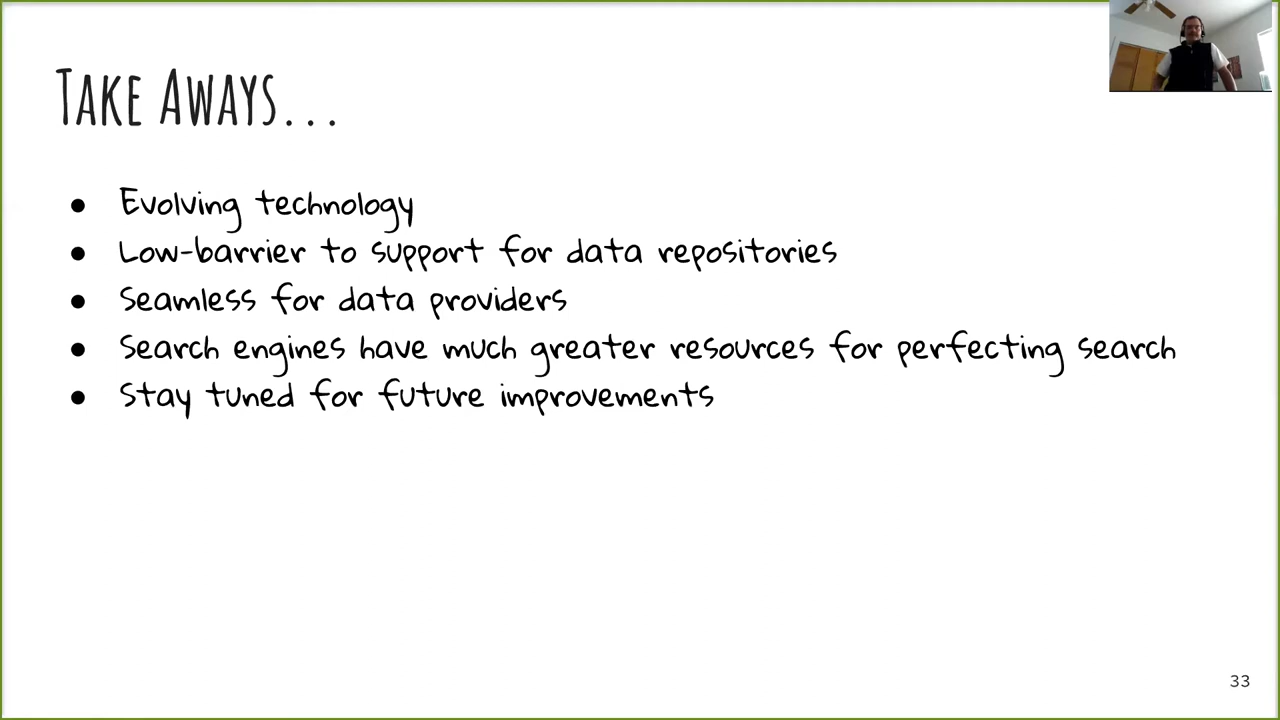 Take Aways...
● Evolving technology
● Low-barrier to support for data repositories
● Seamless for data providers
● Search engines have much greater resources for perfecting search
● Stay tuned for future improvements
33